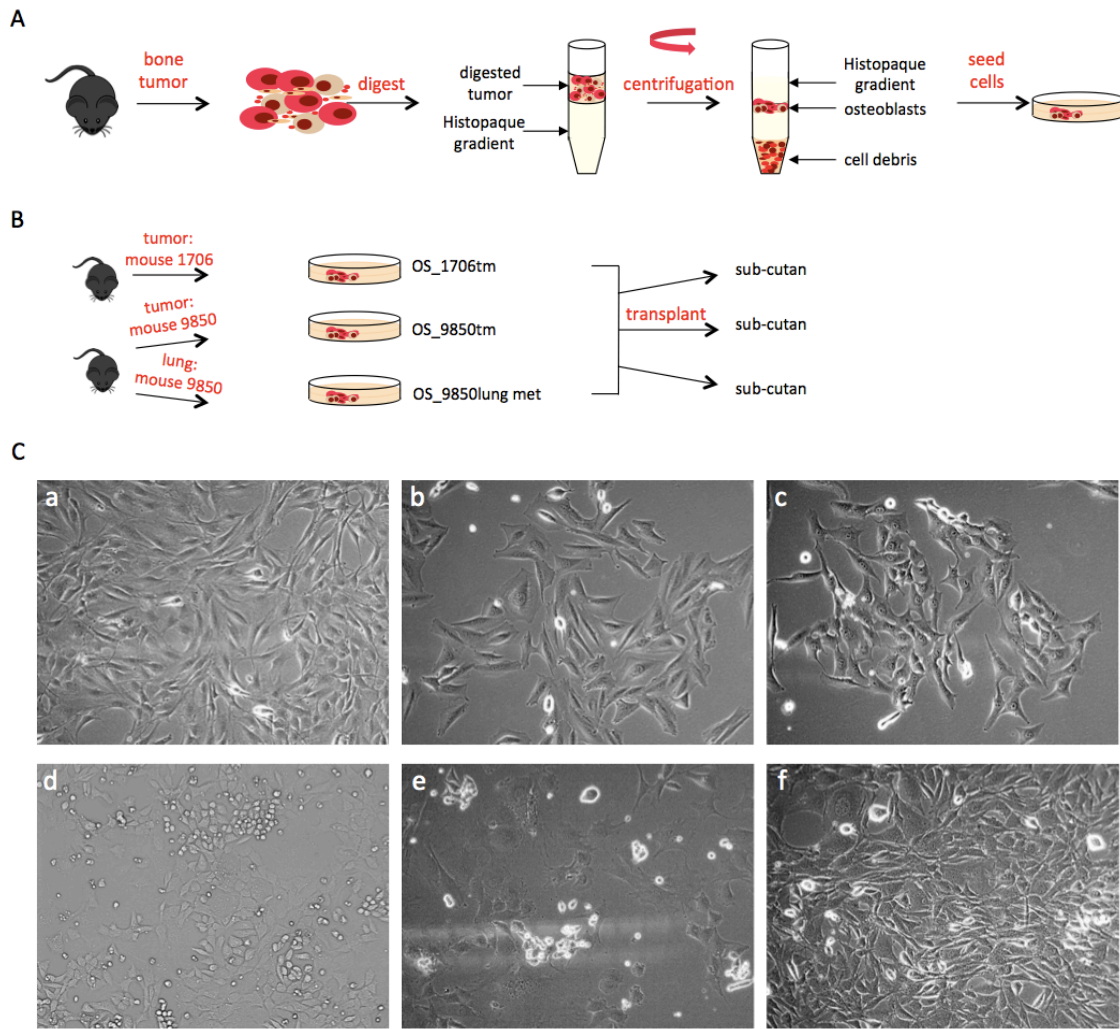 A
bone
tumor
digest
digested
tumor
Histopaque
gradient
centrifugation
Histopaque
gradient
osteoblasts
cell debris
seed
cells
B
tumor:
mouse 1706
OS_1706tm
sub-cutan
tumor:
mouse 9850
OS_9850tm
transplant
sub-cutan
lung:
mouse 9850
OS_9850lung met
sub-cutan
C
a
b
c
d
e
f